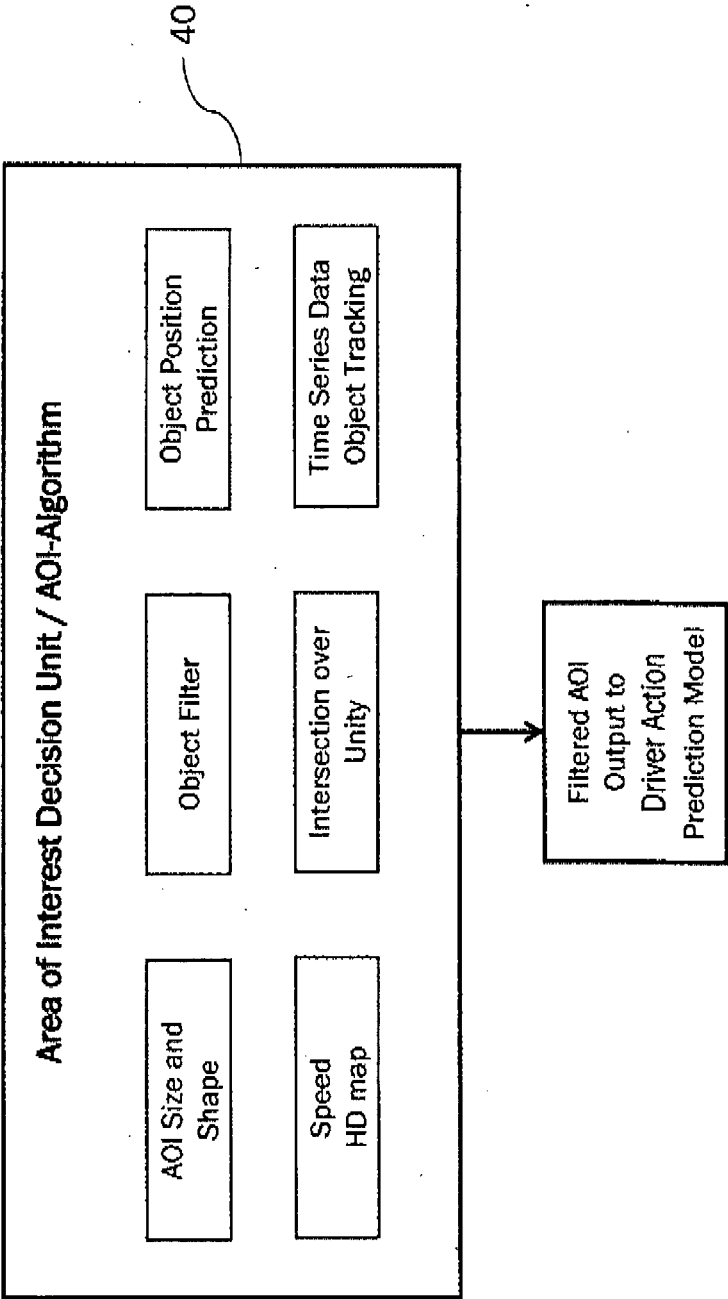 Area of Interest Decision Unit / AOI-Algorithm
AOI Size and
Shape
Object Filter
Object Position
Prediction
Speed
HD map
Intersection over
Unity
Time Series Data
Object Tracking
40
Filtered AOI
Output to
Driver Action
Prediction Model